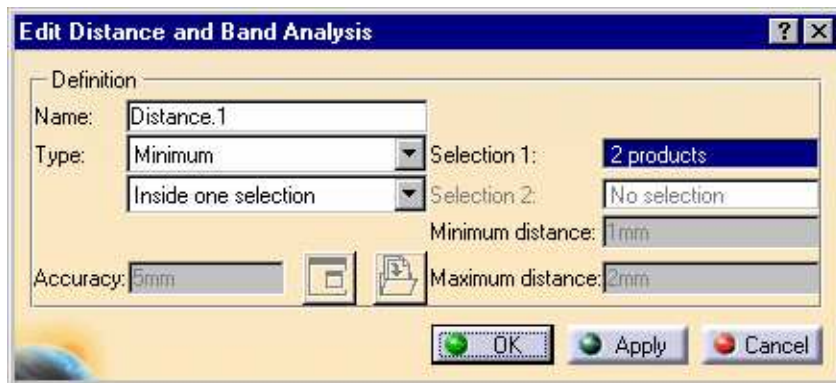 Edit Distance and Band Analysis
Definition
Name: Distance.1
Type: Minimum Selection 1: 2 products
Inside one selection Selection 2: No selection
Minimum distance: 1mm
Accuracy: 5mm Maximum distance: 2mm
OK Apply Cancel